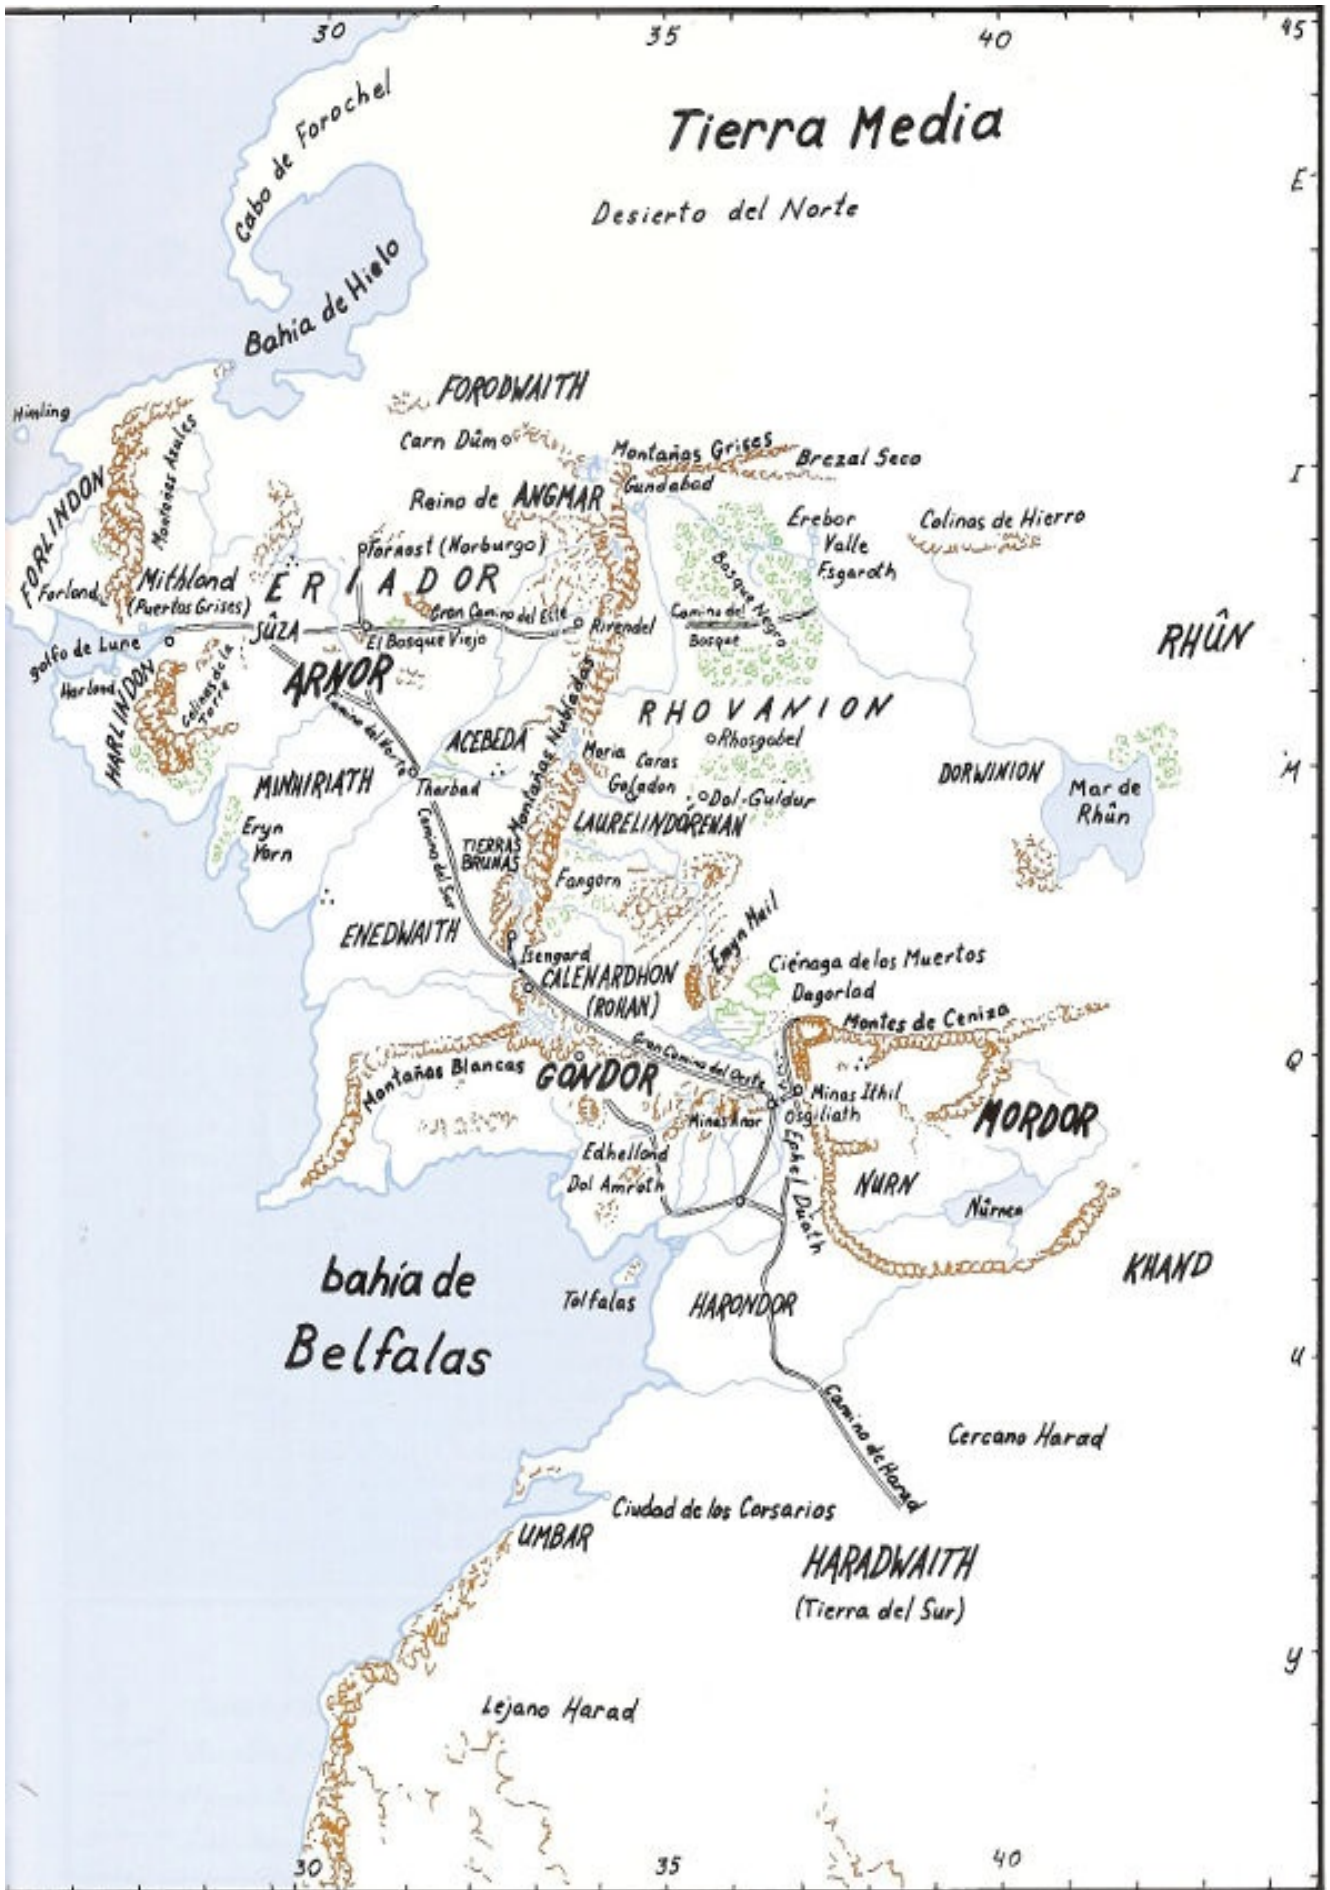 30
35
40
45
Tierra Media
Cabo de Forochel
E
Desierto del Norte
Bahía de Hielo
FORODWAITH
Himling
Carn Dûm
Montañas Grises
Brezal Seco
Montañas Azules
I
Gundabad
Reino de ANGMAR
FORLINDON
Erebor
Valle
Esgaroth
Colinas de Hierro
Fornost (Norburgo)
Bosque Negro
Forlond
Mithlond
(Puertos Grises)
ERIADOR
Gran Camino del Este
Rivendel
Camino del
Bosque
SÛZA
El Bosque Viejo
RHÛN
golfo de Lune
Harlond
HARLINDON
Colinas de la
Torre
ARNOR
Camino del Norte
Montañas Nubladas
RHOVANION
Rhosgobel
ACEBEDA
Moria
Caras
Galadon
MINHIRIATH
Tharbad
Dol-Guldur
DORWINION
Mar de
Rhûn
M
LAURELINDÓRENAN
Eryn
Vorn
Camino del Sur
TIERRAS
BRUNAS
Fangorn
ENEDWAITH
Emyn Muil
Isengard
CALENARDHON
(ROHAN)
Ciénaga de los Muertos
Dagorlad
Montes de Ceniza
Gran Camino del Oeste
Montañas Blancas
GONDOR
Q
Minas Ithil
Osgiliath
Minas Anor
MORDOR
Edhellond
Dol Amroth
Ephel Dúath
NURN
Nûrnen
bahía de
Belfalas
Tolfalas
HARONDOR
KHAND
U
Camino de Harad
Cercano Harad
Ciudad de los Corsarios
UMBAR
HARADWAITH
(Tierra del Sur)
Y
Lejano Harad
30
35
40